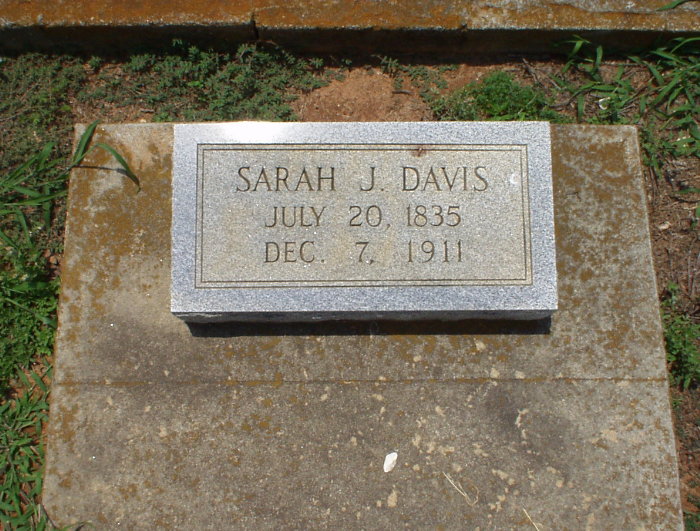 SARAH J. DAVIS
JULY 20, 1835
DEC. 7, 1911